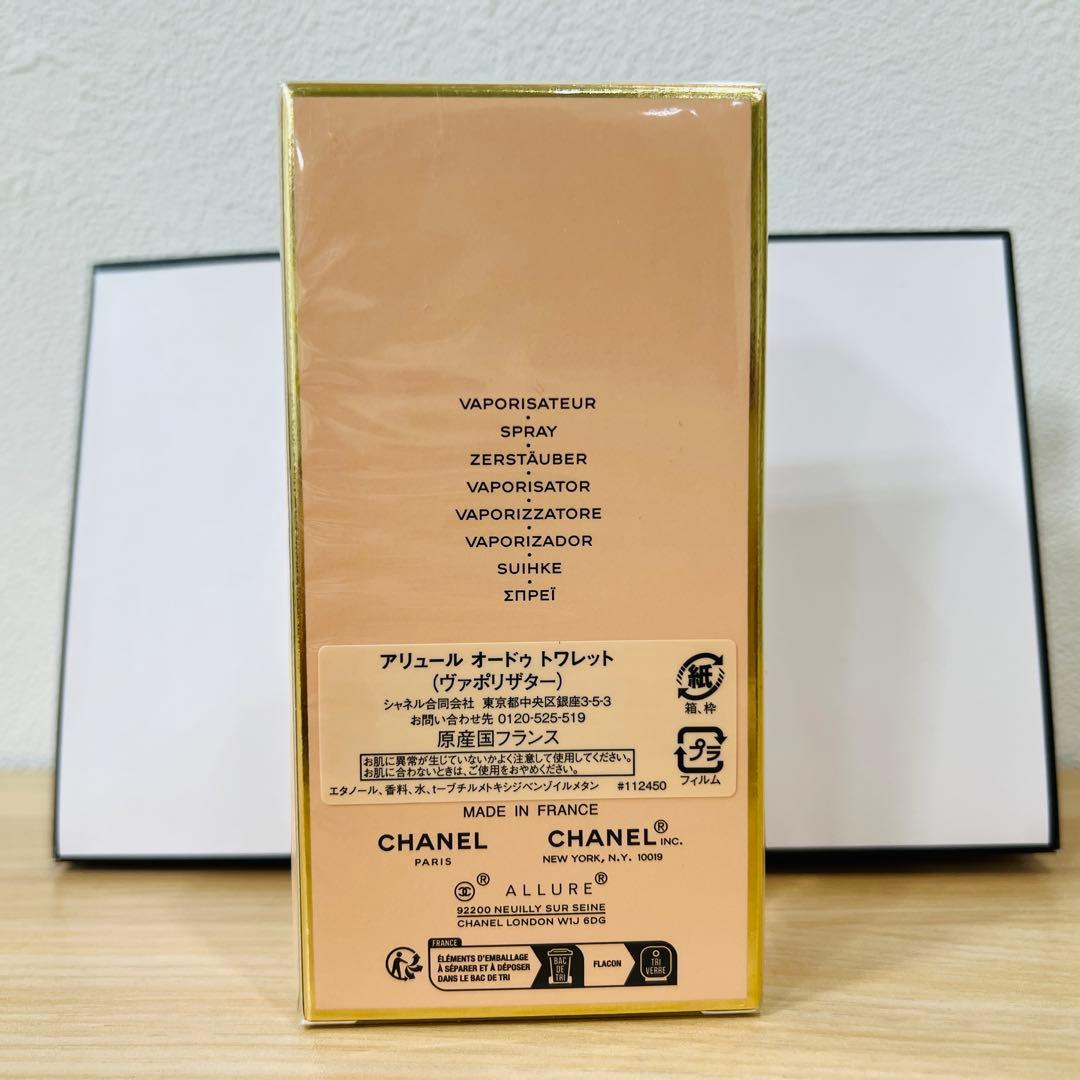 VAPORISATEUR
SPRAY
ZERSTÄUBER
VAPORISATOR
VAPORIZZATORE
VAPORIZADOR
SUIHKE
ΣΠΡΕΪ
アリュール オードゥ トワレット
(ヴァポリザター)
シャネル合同会社 東京都中央区銀座3-5-3
お問い合わせ先 0120-525-519
原産国フランス
お肌に異常が生じていないかよく注意して使用してください。
お肌に合わないときは、ご使用をおやめください。
エタノール、香料、水、t-ブチルメトキシジベンゾイルメタン #112450
紙
箱、枠
プラ
フィルム
MADE IN FRANCE
CHANEL
PARIS
CHANEL® INC.
NEW YORK, N.Y. 10019
® ALLURE®
92200 NEUILLY SUR SEINE
CHANEL LONDON W1J 6DG
FRANCE
ÉLÉMENTS D'EMBALLAGE
À SÉPARER ET À DÉPOSER
DANS LE BAC DE TRI
BAC
DE
TRI
FLACON
TRI
VERRE